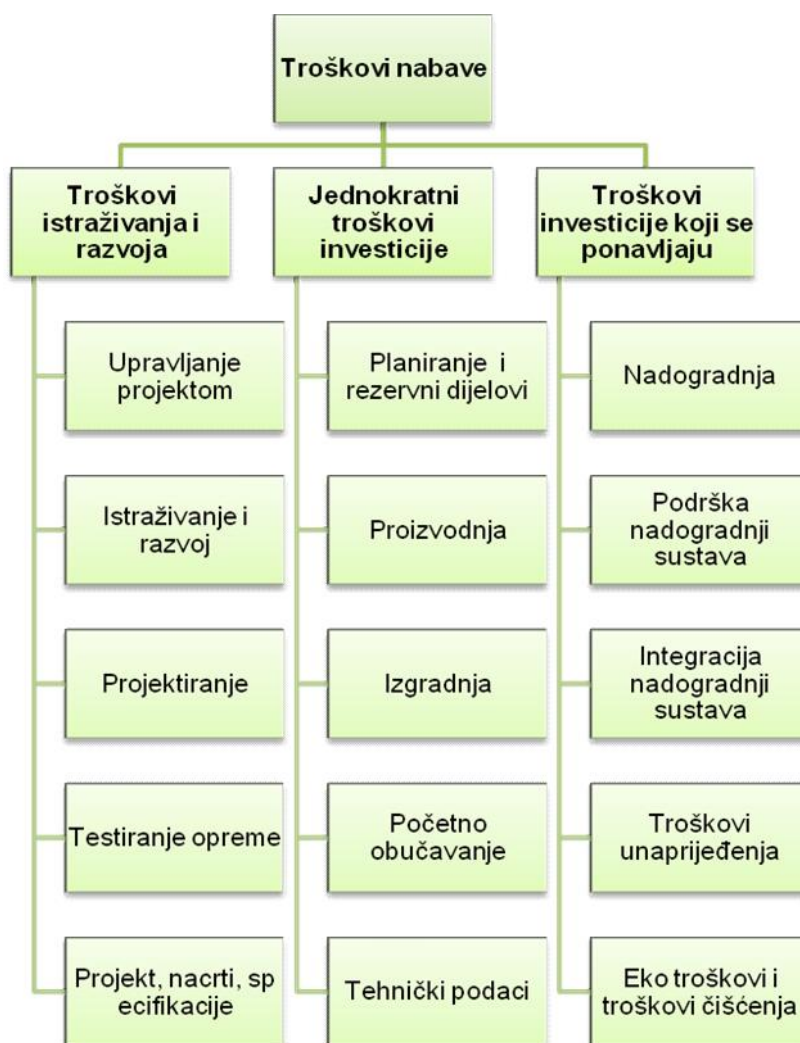 Troškovi nabave
Troškovi
istraživanja i
razvoja
Upravljanje
projektom
Istraživanje i
razvoj
Projektiranje
Testiranje opreme
Projekt, nacrti, sp
ecifikacije
Jednokratni
troškovi
investicije
Planiranje i
rezervni dijelovi
Proizvodnja
Izgradnja
Početno
obučavanje
Tehnički podaci
Troškovi
investicije koji se
ponavljaju
Nadogradnja
Podrška
nadogradnji
sustava
Integracija
nadogradnji
sustava
Troškovi
unaprijeđenja
Eko troškovi i
troškovi čišćenja